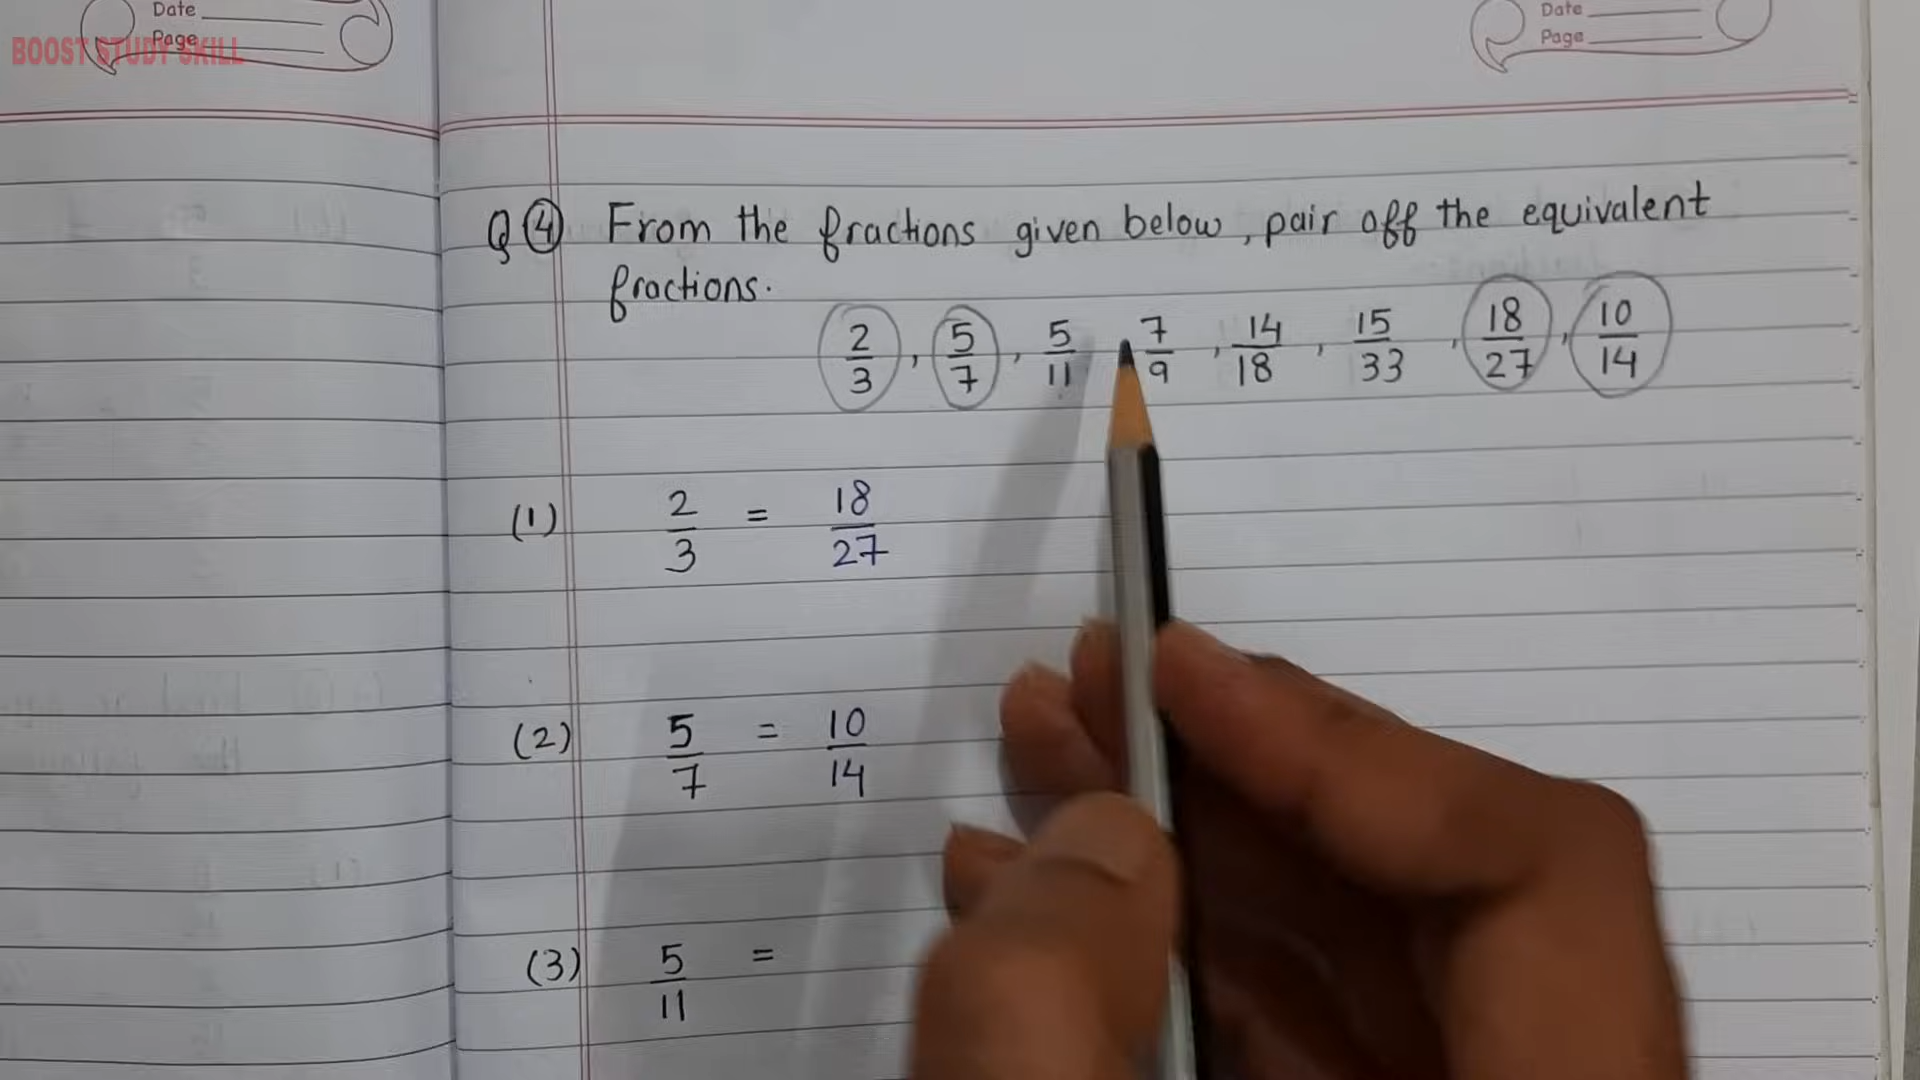 Date
Page
BOOST STUDY SKILL
Date
Page
Q 4 From the fractions given below, pair off the equivalent
fractions.
2/3, 5/7, 5/11, 7/9, 14/18, 15/33, 18/27, 10/14
(1) 2/3 = 18/27
(2) 5/7 = 10/14
(3) 5/11 =